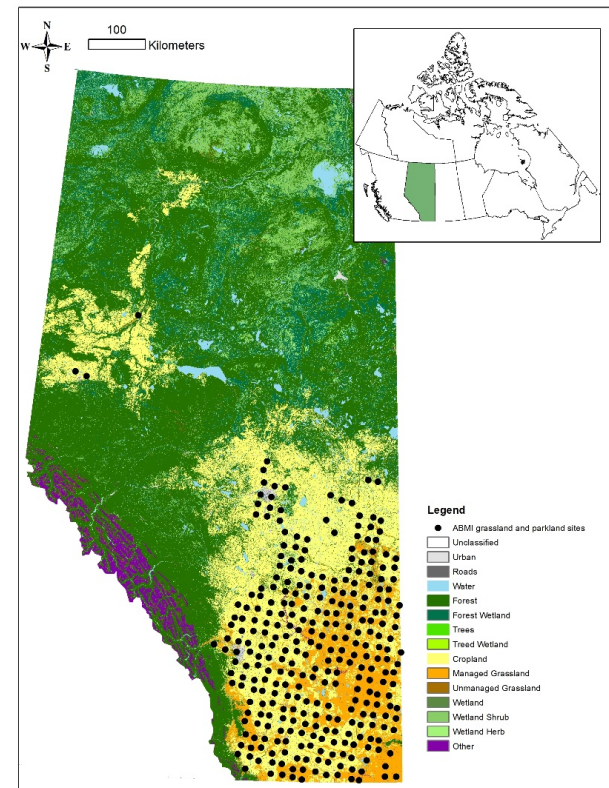 N
W E
S
100
Kilometers
Legend
ABMI grassland and parkland sites
Unclassified
Urban
Roads
Water
Forest
Forest Wetland
Trees
Treed Wetland
Cropland
Managed Grassland
Unmanaged Grassland
Wetland
Wetland Shrub
Wetland Herb
Other